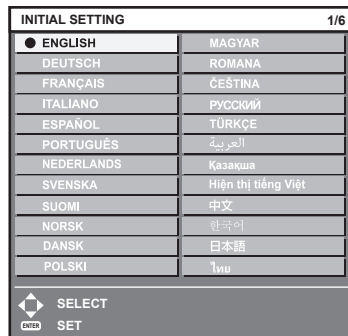 INITIAL SETTING 1/6
ENGLISH
DEUTSCH
FRANÇAIS
ITALIANO
ESPAÑOL
PORTUGUÊS
NEDERLANDS
SVENSKA
SUOMI
NORSK
DANSK
POLSKI
MAGYAR
ROMANA
ČEŠTINA
РУССКИЙ
TÜRKÇE
العربية
Қазақша
Hiện thị tiếng Việt
中文
한국어
日本語
ไทย
SELECT
ENTER SET